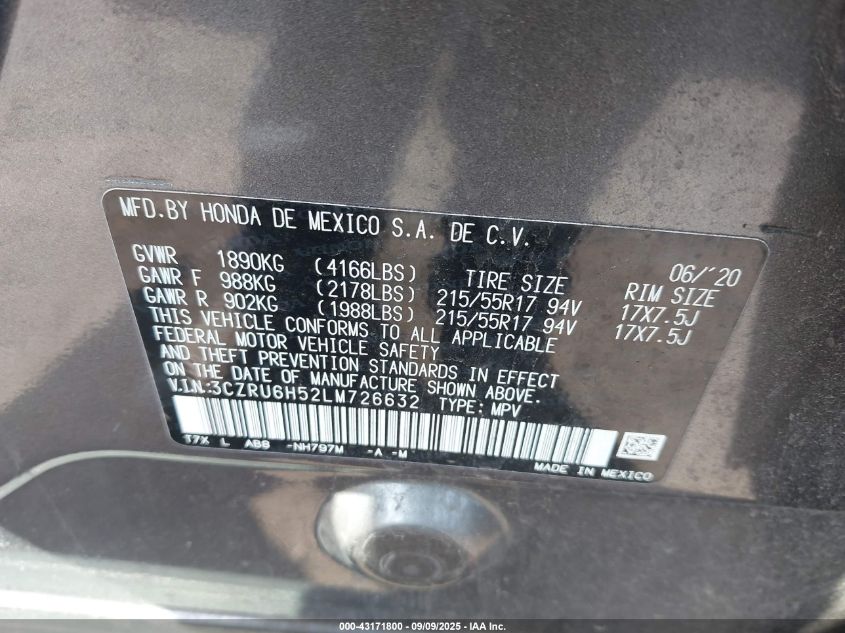 MFD.BY HONDA DE MEXICO S.A. DE C.V.
06/'20
GVWR 1890KG (4166LBS) TIRE SIZE RIM SIZE
GAWR F 988KG (2178LBS) 215/55R17 94V 17X7.5J
GAWR R 902KG (1988LBS) 215/55R17 94V 17X7.5J
THIS VEHICLE CONFORMS TO ALL APPLICABLE
FEDERAL MOTOR VEHICLE SAFETY
AND THEFT PREVENTION STANDARDS IN EFFECT
ON THE DATE OF MANUFACTURE SHOWN ABOVE.
V.I.N:3CZRU6H52LM726632 TYPE: MPV
T7X L AB6 -NH797M -A -M
MADE IN MEXICO
000-43171800 - 09/09/2025 - IAA Inc.